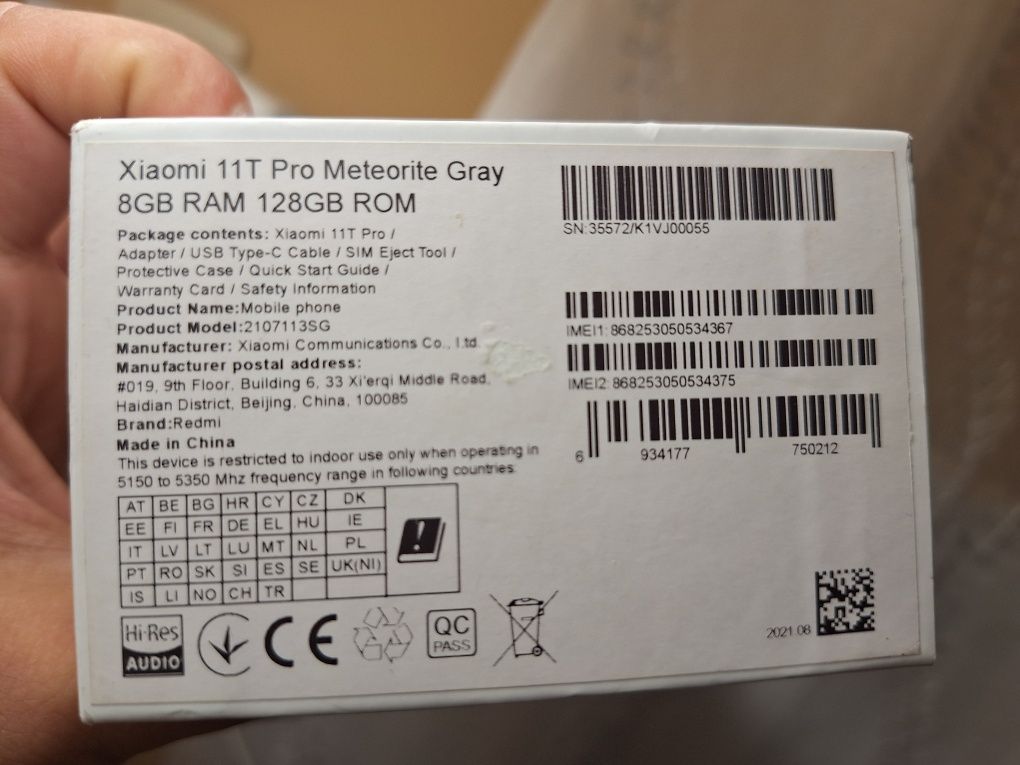 Xiaomi 11T Pro Meteorite Gray
8GB RAM 128GB ROM
Package contents: Xiaomi 11T Pro /
Adapter / USB Type-C Cable / SIM Eject Tool /
Protective Case / Quick Start Guide /
Warranty Card / Safety Information
Product Name:Mobile phone
Product Model:2107113SG
Manufacturer: Xiaomi Communications Co., Ltd.
Manufacturer postal address:
#019, 9th Floor, Building 6, 33 Xi'erqi Middle Road,
Haidian District, Beijing, China, 100085
Brand:Redmi
Made in China
This device is restricted to indoor use only when operating in
5150 to 5350 Mhz frequency range in following countries:
AT BE BG HR CY CZ DK
EE FI FR DE EL HU IE
IT LV LT LU MT NL PL
PT RO SK SI ES SE UK(NI)
IS LI NO CH TR
Hi-Res
AUDIO
CE
QC
PASS
SN:35572/K1VJ00055
IMEI1:868253050534367
IMEI2:868253050534375
6 934177 750212
2021.08